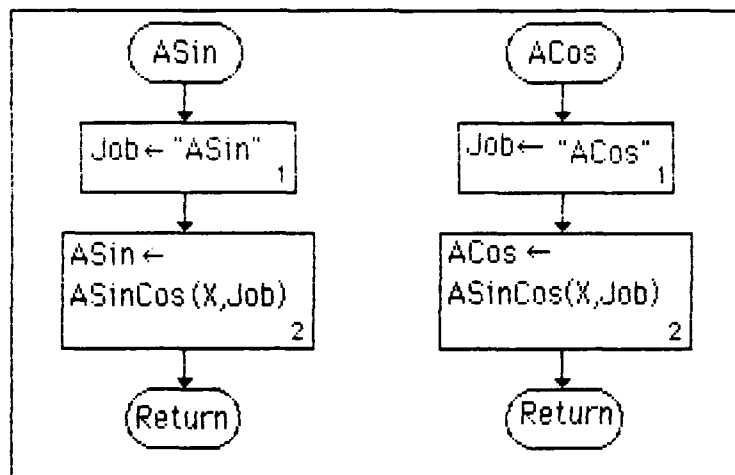 ASin
Job ← "ASin"
1
ASin ←
ASinCos(X,Job)
2
Return
ACos
Job ← "ACos"
1
ACos ←
ASinCos(X,Job)
2
Return